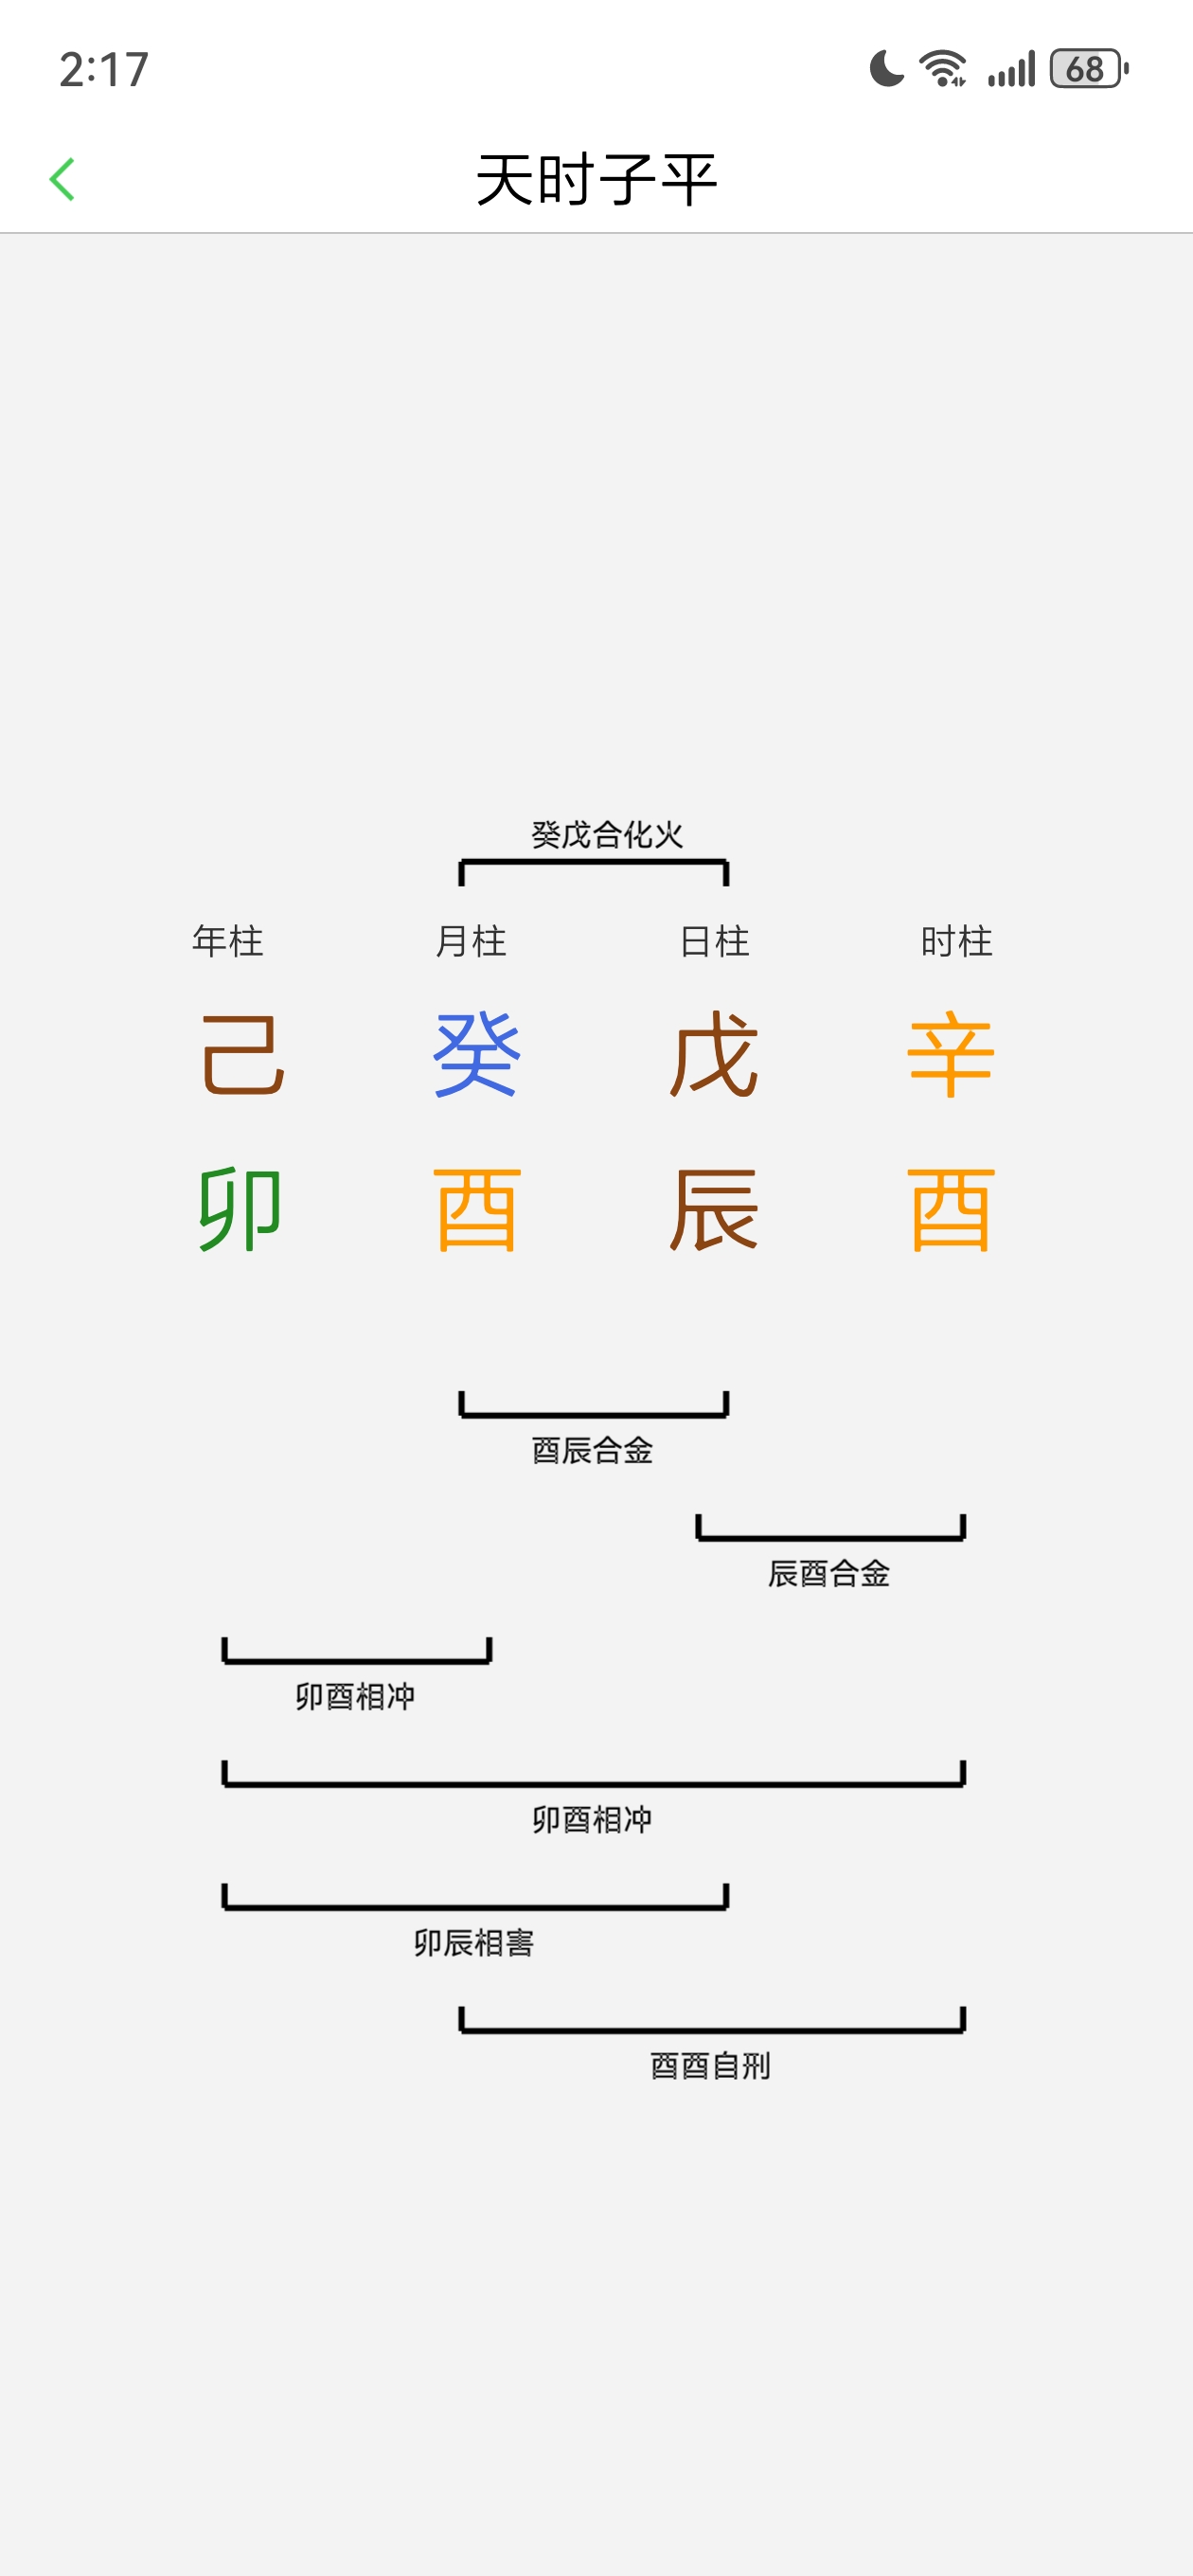 2:17
68
天时子平
癸戊合化火
年柱 月柱 日柱 时柱
己 癸 戊 辛
卯 酉 辰 酉
酉辰合金
辰酉合金
卯酉相冲
卯酉相冲
卯辰相害
酉酉自刑